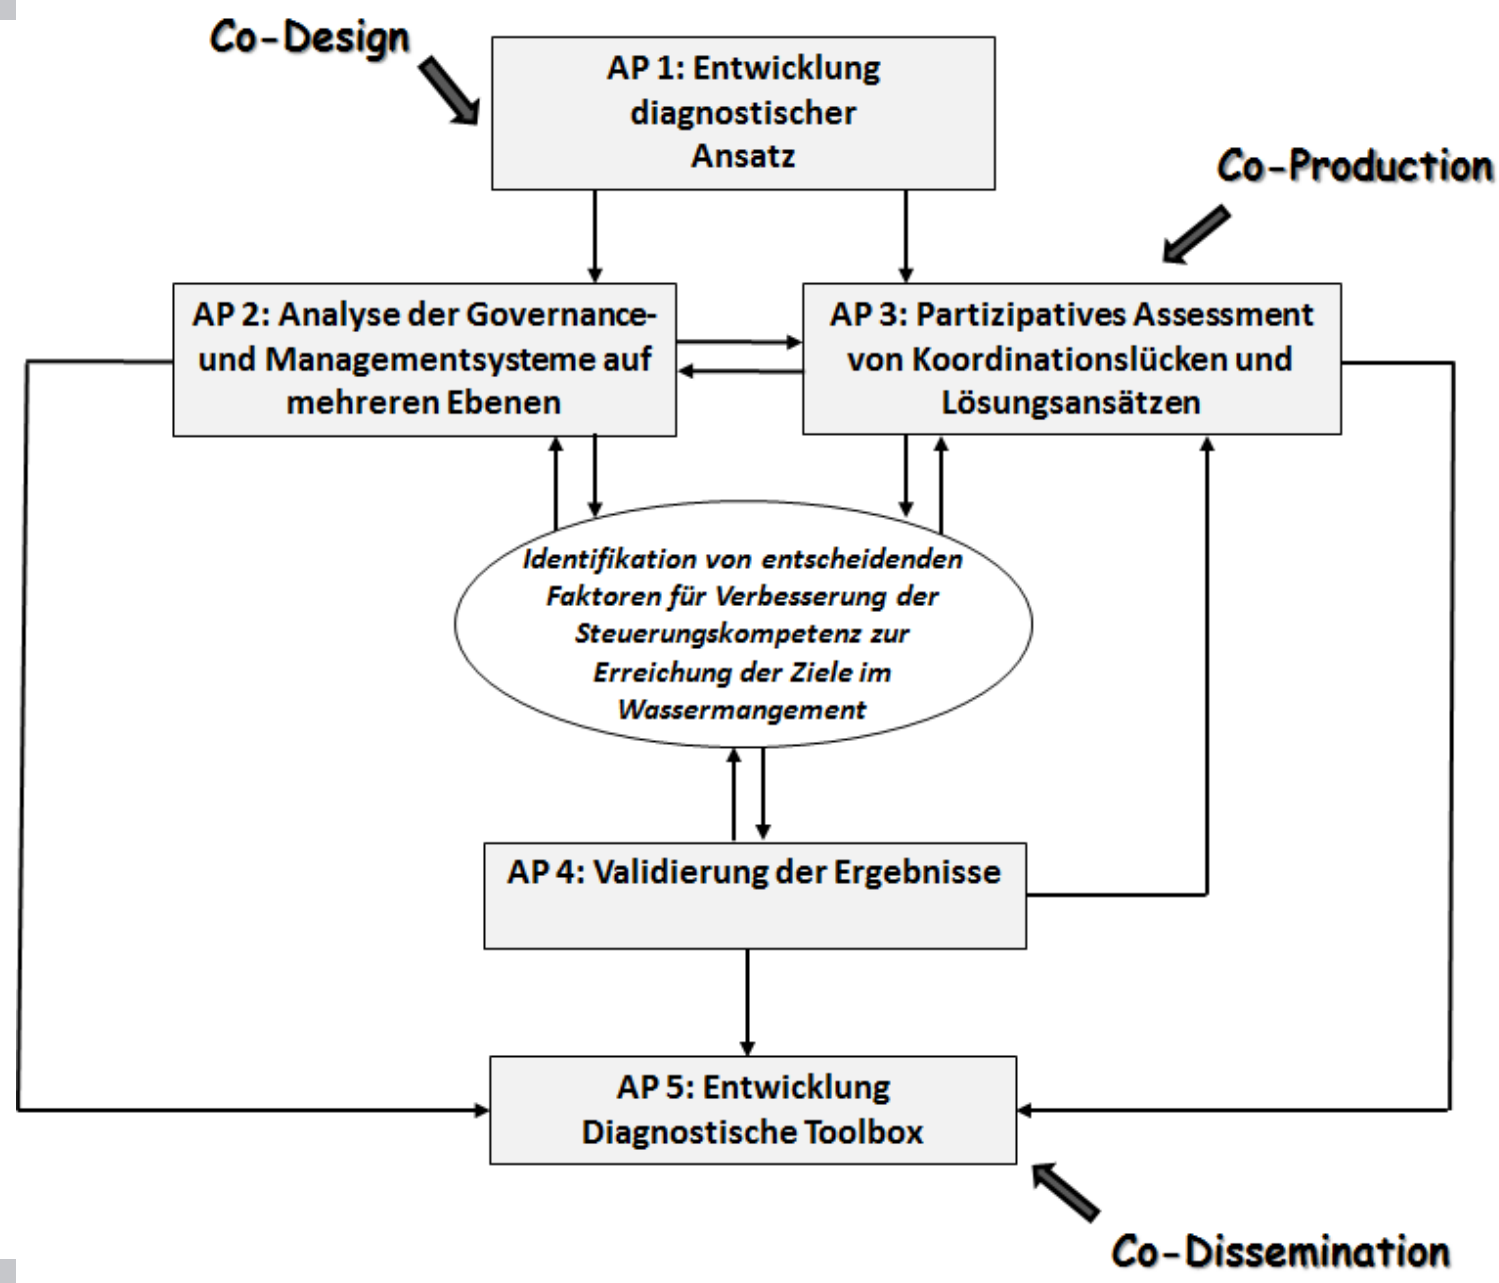 Co-Design
AP 1: Entwicklung
diagnostischer
Ansatz
Co-Production
AP 2: Analyse der Governance-
und Managementsysteme auf
mehreren Ebenen
AP 3: Partizipatives Assessment
von Koordinationslücken und
Lösungsansätzen
Identifikation von entscheidenden
Faktoren für Verbesserung der
Steuerungskompetenz zur
Erreichung der Ziele im
Wassermangement
AP 4: Validierung der Ergebnisse
AP 5: Entwicklung
Diagnostische Toolbox
Co-Dissemination